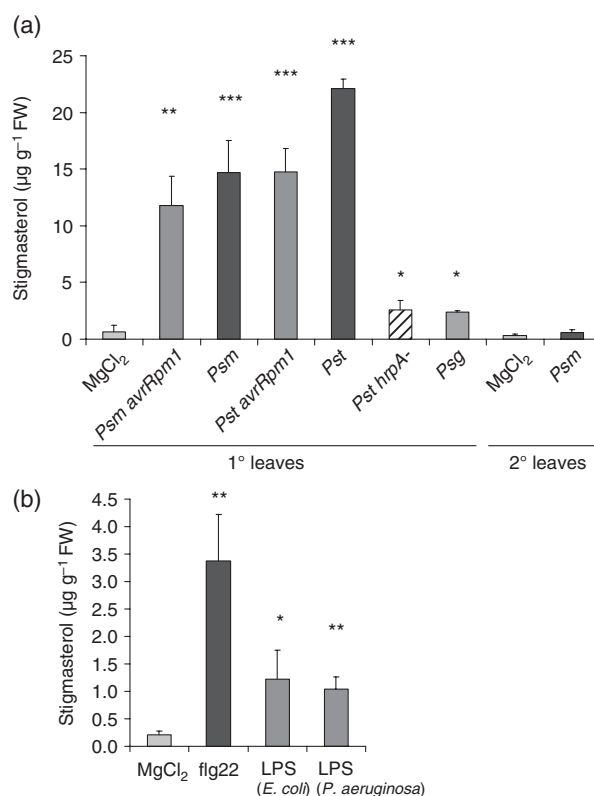 (a)
Stigmasterol (µg g⁻¹ FW)
25
20
15
10
5
0
**
***
***
***
*
*
MgCl₂
Psm avrRpm1
Psm
Pst avrRpm1
Pst
Pst hrpA-
Psg
MgCl₂
Psm
1° leaves
2° leaves
(b)
Stigmasterol (µg g⁻¹ FW)
4.5
4.0
3.5
3.0
2.5
2.0
1.5
1.0
0.5
0.0
**
*
**
MgCl₂ flg22 LPS LPS
(E. coli) (P. aeruginosa)